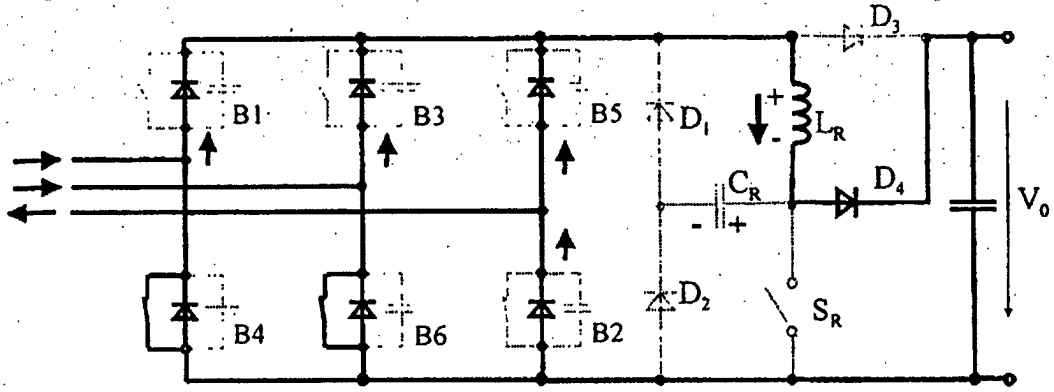 D3
B1
B3
B5
D1
+
-
LR
CR
D4
V0
- +
B4
B6
B2
D2
SR